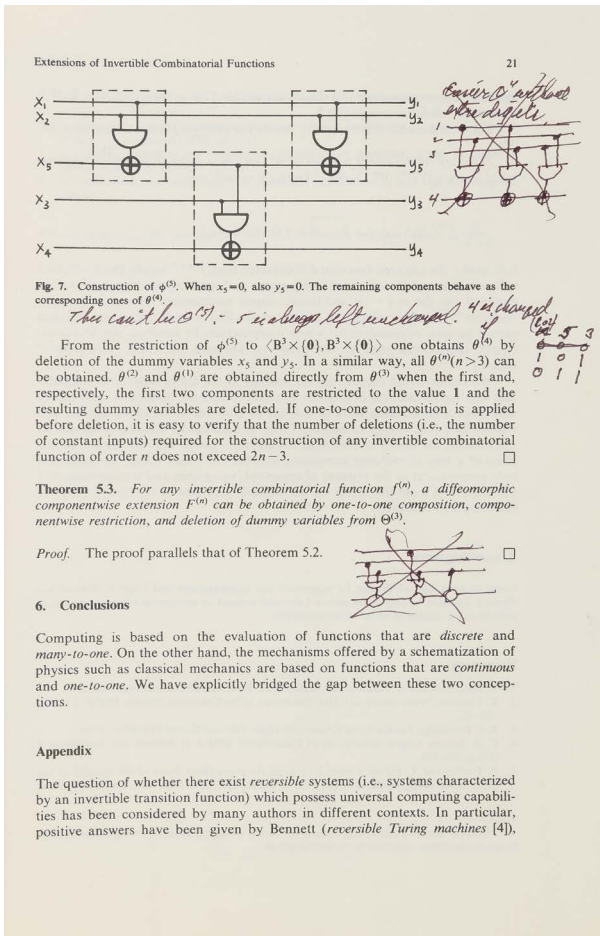 Extensions of Invertible Combinatorial Functions 21
Easier θ⁴ without
extra digits
X₁ y₁
X₂ y₂
X₅ y₅
X₃ y₃
X₄ y₄
1
2
3
4
Fig. 7. Construction of ϕ⁽⁵⁾. When x₅=0, also y₅=0. The remaining components behave as the
corresponding ones of θ⁽⁴⁾.
This can't be θ⁽⁵⁾ - 5 is always left unchanged. 4 is changed
if
5 3
1 0 1
0 1 1
From the restriction of ϕ⁽⁵⁾ to ⟨B³×{0},B³×{0}⟩ one obtains θ⁽⁴⁾ by
deletion of the dummy variables x₅ and y₅. In a similar way, all θ⁽ⁿ⁾(n>3) can
be obtained. θ⁽²⁾ and θ⁽¹⁾ are obtained directly from θ⁽³⁾ when the first and,
respectively, the first two components are restricted to the value 1 and the
resulting dummy variables are deleted. If one-to-one composition is applied
before deletion, it is easy to verify that the number of deletions (i.e., the number
of constant inputs) required for the construction of any invertible combinatorial
function of order n does not exceed 2n−3. □
Theorem 5.3. For any invertible combinatorial function f⁽ⁿ⁾, a diffeomorphic
componentwise extension F⁽ⁿ⁾ can be obtained by one-to-one composition, compo-
nentwise restriction, and deletion of dummy variables from Θ⁽³⁾.
Proof. The proof parallels that of Theorem 5.2. □
6. Conclusions
Computing is based on the evaluation of functions that are discrete and
many-to-one. On the other hand, the mechanisms offered by a schematization of
physics such as classical mechanics are based on functions that are continuous
and one-to-one. We have explicitly bridged the gap between these two concep-
tions.
Appendix
The question of whether there exist reversible systems (i.e., systems characterized
by an invertible transition function) which possess universal computing capabili-
ties has been considered by many authors in different contexts. In particular,
positive answers have been given by Bennett (reversible Turing machines [4]),